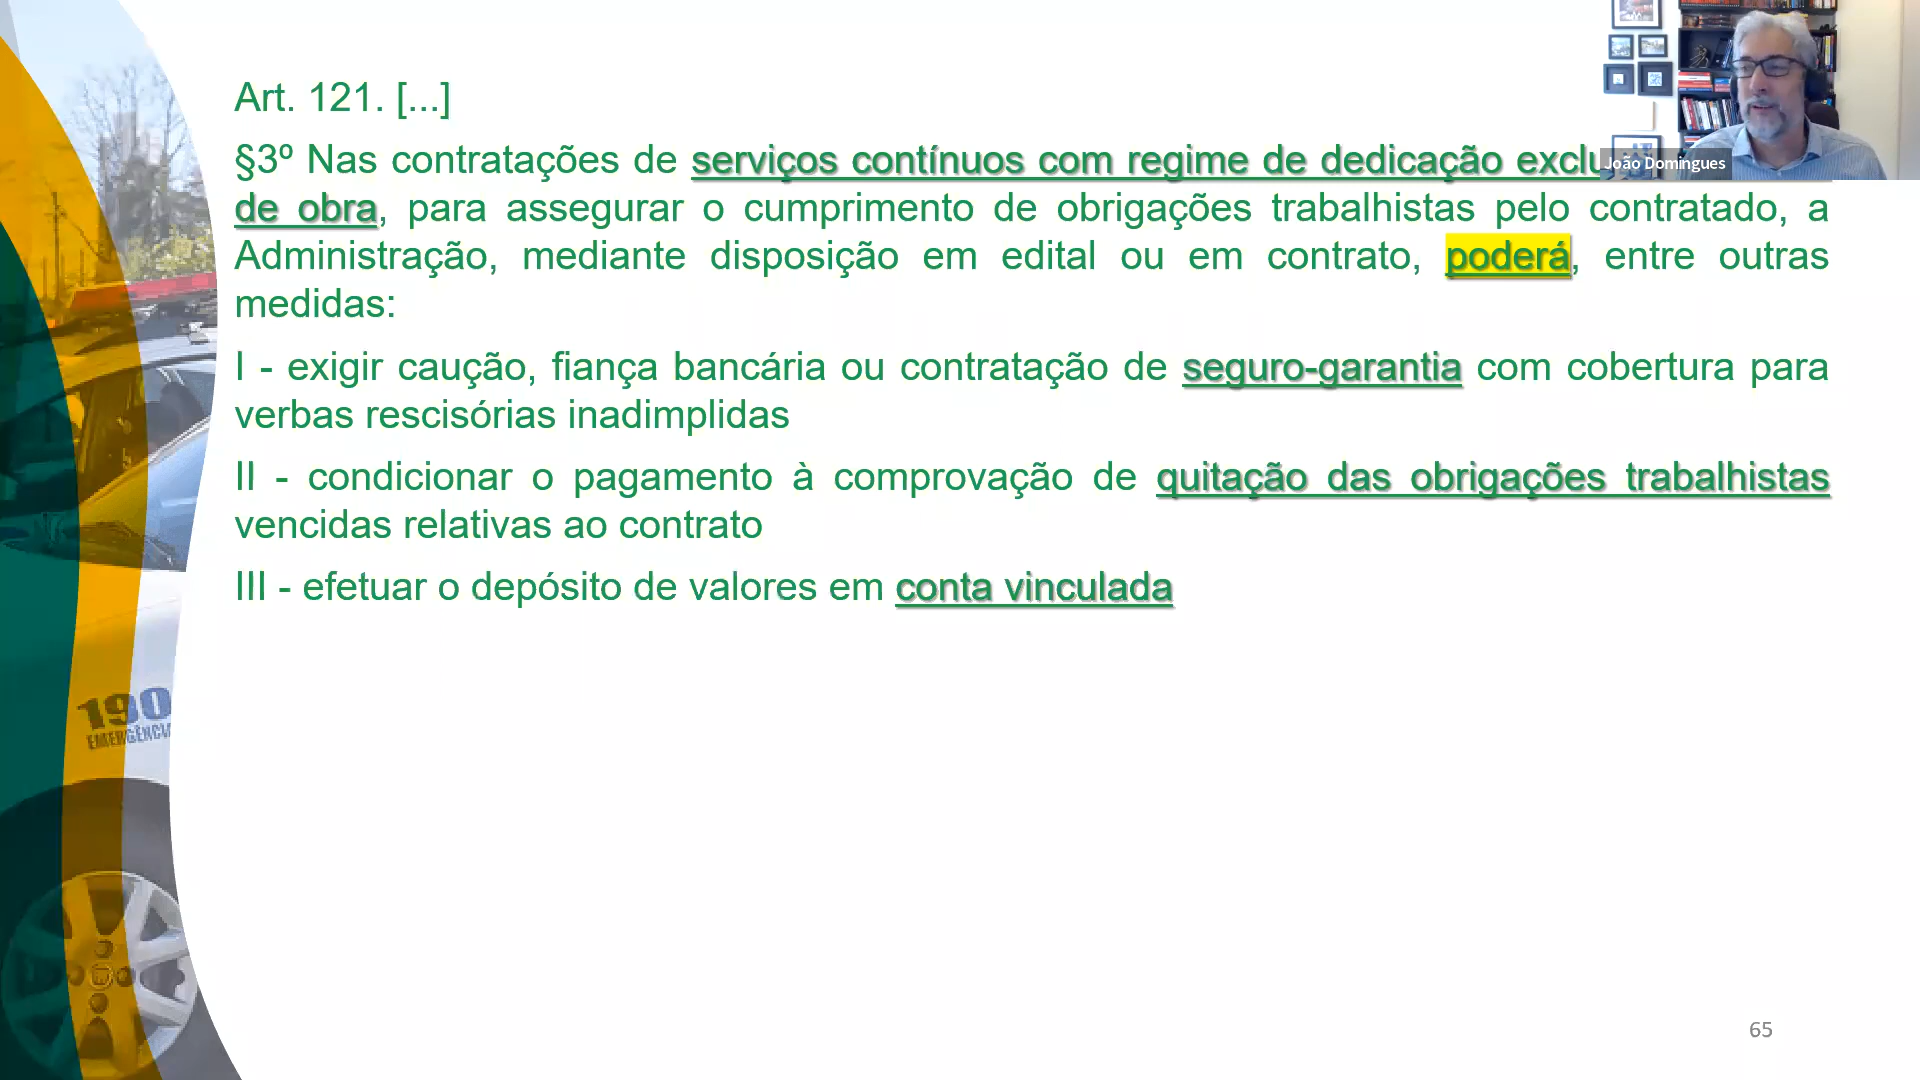 Art. 121. [...]
§3º Nas contratações de serviços contínuos com regime de dedicação exclu
João Domingues
de obra, para assegurar o cumprimento de obrigações trabalhistas pelo contratado, a
Administração, mediante disposição em edital ou em contrato, poderá, entre outras
medidas:
I - exigir caução, fiança bancária ou contratação de seguro-garantia com cobertura para
verbas rescisórias inadimplidas
II - condicionar o pagamento à comprovação de quitação das obrigações trabalhistas
vencidas relativas ao contrato
III - efetuar o depósito de valores em conta vinculada
190
EMERGÊNCIA
65